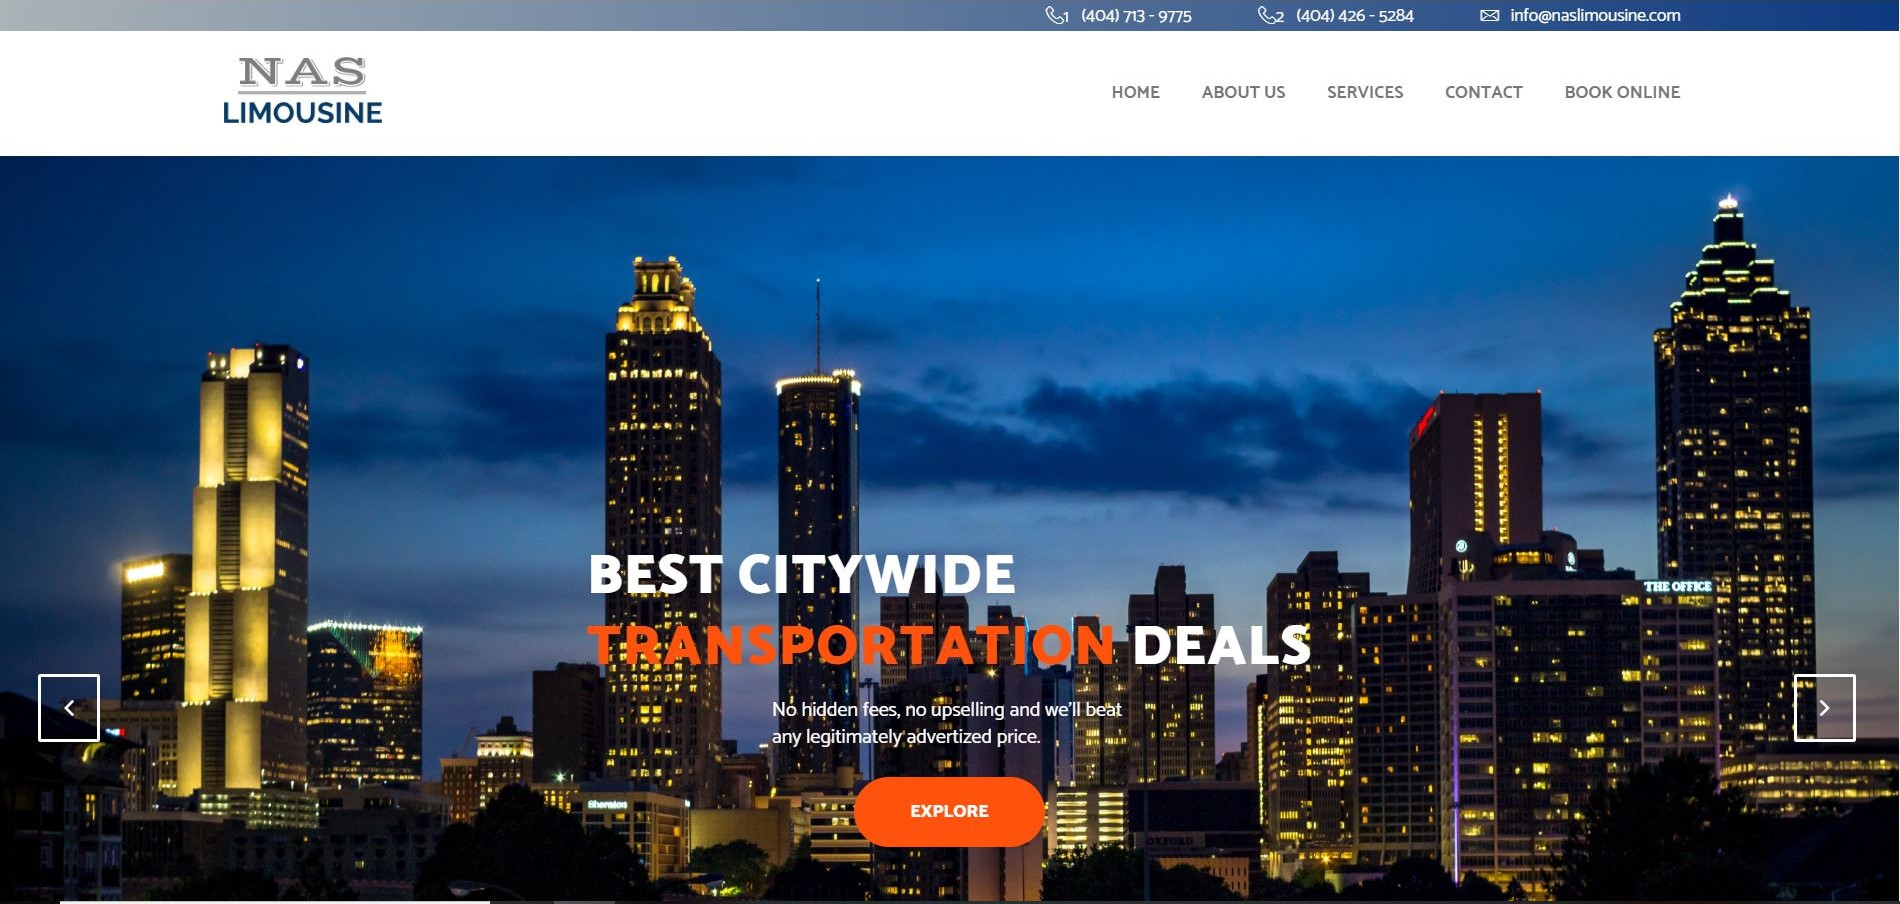 1 (404) 713 - 9775 2 (404) 426 - 5284 info@naslimousine.com
NAS
LIMOUSINE
HOME ABOUT US SERVICES CONTACT BOOK ONLINE
BEST CITYWIDE
TRANSPORTATION DEALS
THE OFFICE
No hidden fees, no upselling and we'll beat
any legitimately advertized price.
Sheraton
EXPLORE
OXFORD